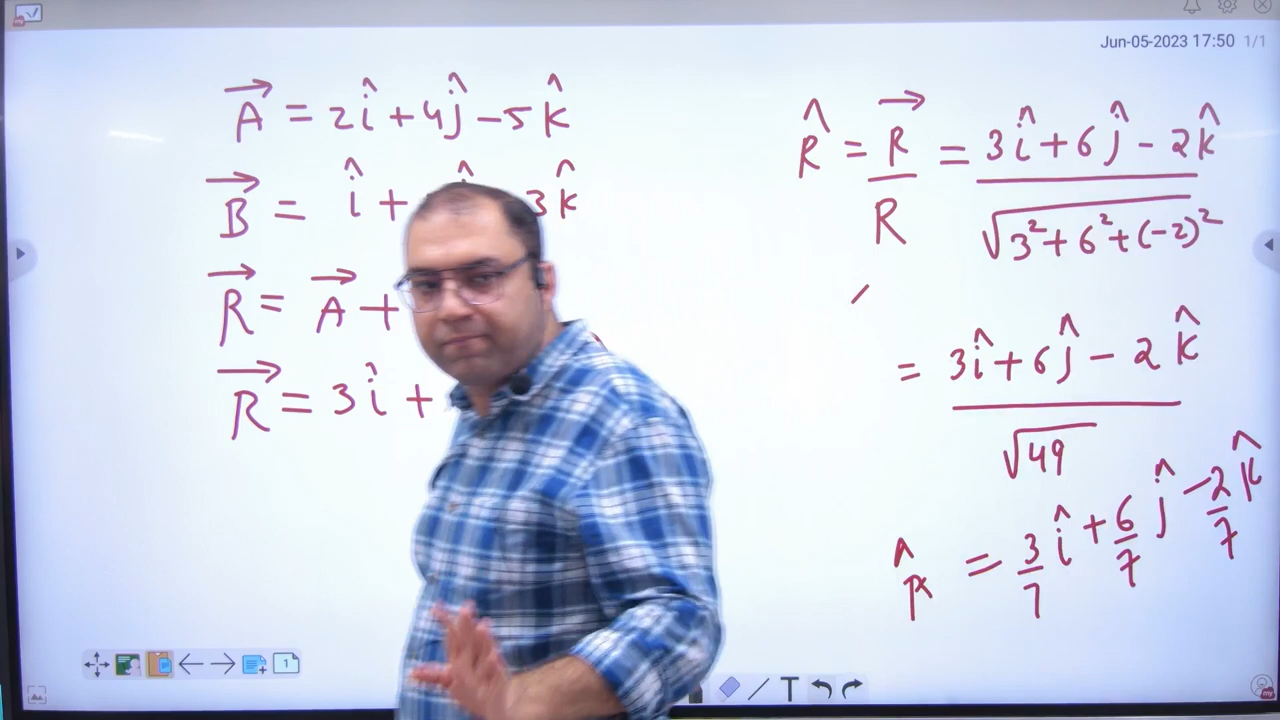 Jun-05-2023 17:50 1/1
A⃗ = 2î + 4ĵ - 5k̂
B⃗ = î + 3k̂
R⃗ = A⃗ +
R⃗ = 3î +
R̂ = R⃗/R = (3î + 6ĵ - 2k̂)/√(3² + 6² + (-2)²)
= (3î + 6ĵ - 2k̂)/√49
= 3/7 î + 6/7 ĵ - 2/7 k̂
1
T